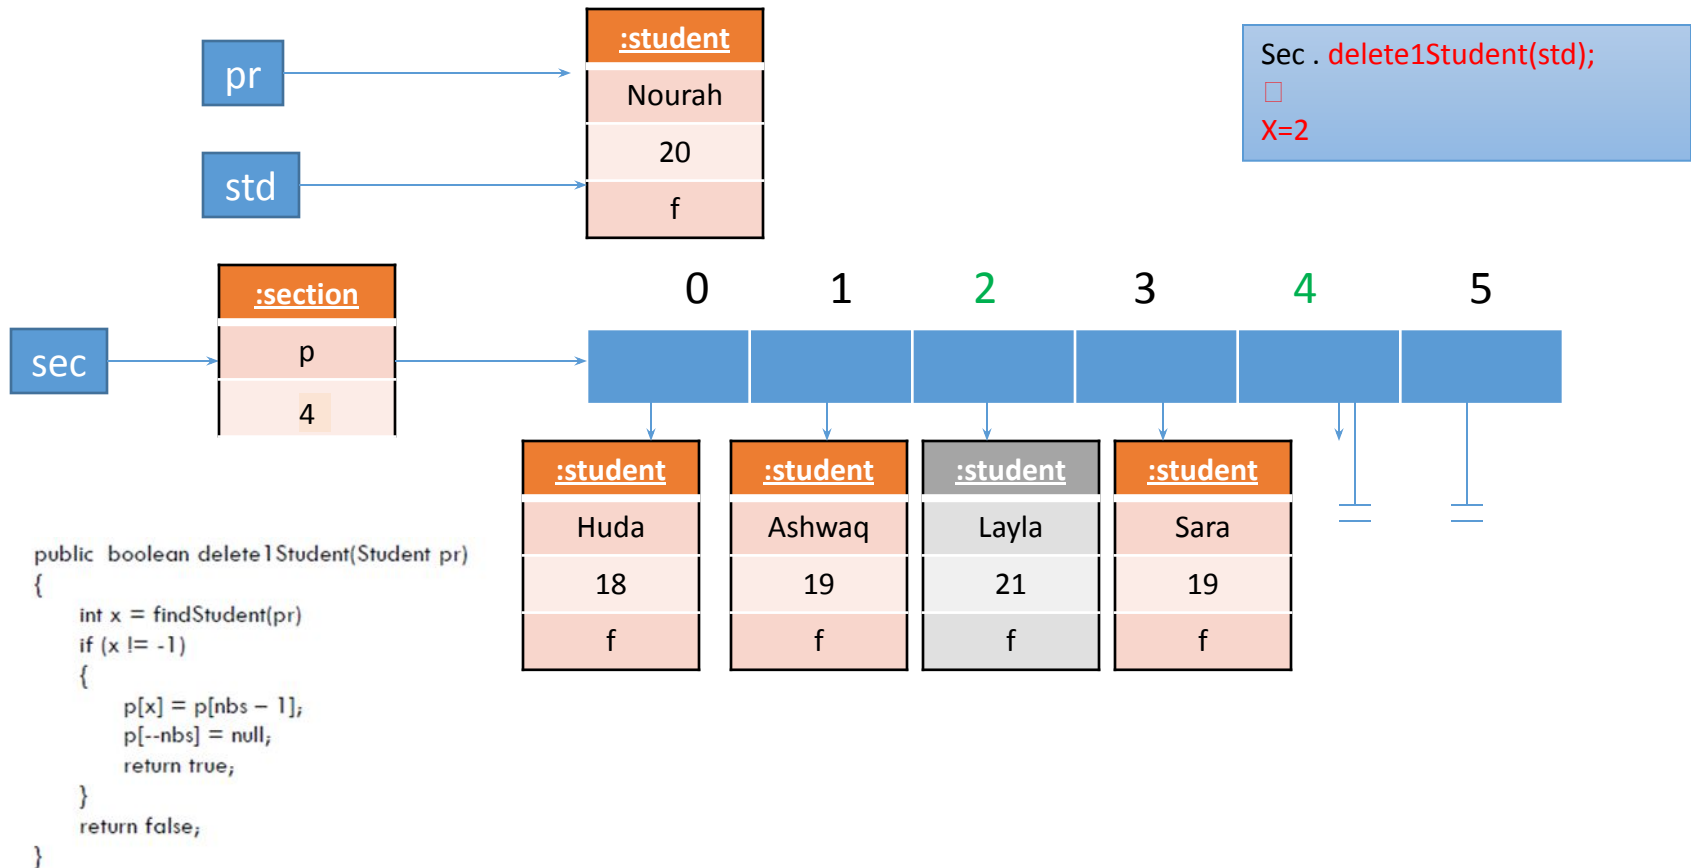 pr
:student
Nourah
20
f
Sec . delete1Student(std);
X=2
std
:section
p
4
sec
0 1 2 3 4 5
:student
Huda
18
f
:student
Ashwaq
19
f
:student
Layla
21
f
:student
Sara
19
f
public boolean delete1Student(Student pr)
{
int x = findStudent(pr)
if (x != -1)
{
p[x] = p[nbs – 1];
p[--nbs] = null;
return true;
}
return false;
}